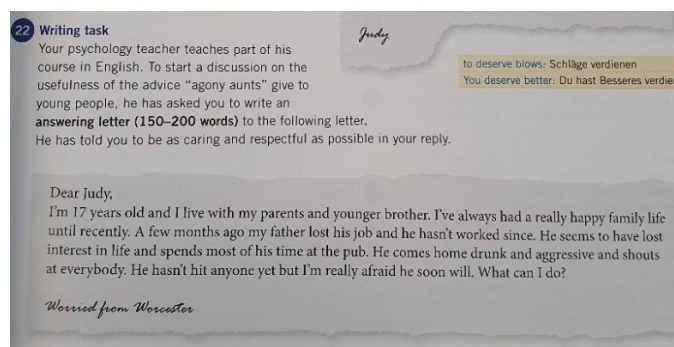 22 Writing task
Your psychology teacher teaches part of his
course in English. To start a discussion on the
usefulness of the advice “agony aunts” give to
young people, he has asked you to write an
answering letter (150–200 words) to the following letter.
He has told you to be as caring and respectful as possible in your reply.
Judy
to deserve blows: Schläge verdienen
You deserve better: Du hast Besseres
Dear Judy,
I'm 17 years old and I live with my parents and younger brother. I've always had a really happy family life
until recently. A few months ago my father lost his job and he hasn't worked since. He seems to have lost
interest in life and spends most of his time at the pub. He comes home drunk and aggressive and shouts
at everybody. He hasn't hit anyone yet but I'm really afraid he soon will. What can I do?
Worried from Worcester